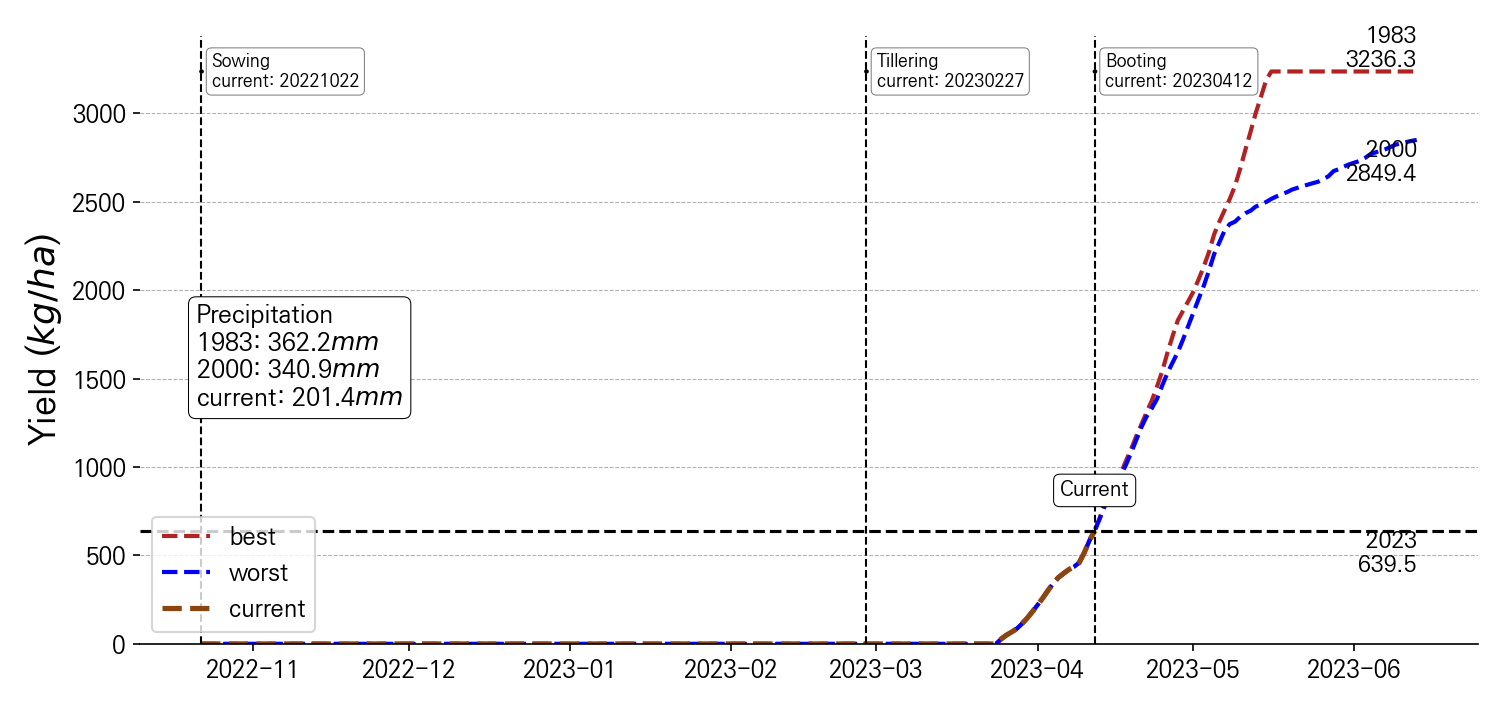 1983
3236.3
Sowing
current: 20221022
Tillering
current: 20230227
Booting
current: 20230412
3000
2000
2849.4
2500
2000
Yield (kg/ha)
Precipitation
1983: 362.2mm
2000: 340.9mm
current: 201.4mm
1500
1000
Current
best
worst
current
2023
639.5
500
0
2022-11
2022-12
2023-01
2023-02
2023-03
2023-04
2023-05
2023-06